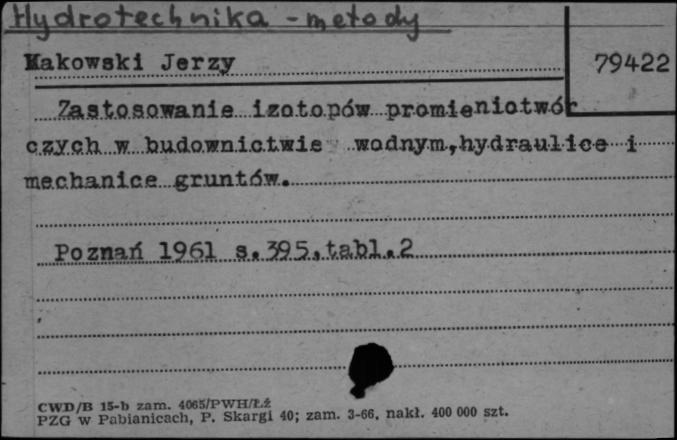 Hydrotechnika - metody
Makowski Jerzy
79422
Zastosowanie izotopów promieniotwór
czych w budownictwie wodnym,hydraulice i
mechanice gruntów.
Poznań 1961 s.395,tabl.2
CWD/B 15-b zam. 4065/PWH/Łź
PZG w Pabianicach, P. Skargi 40; zam. 3-66, nakł. 400 000 szt.